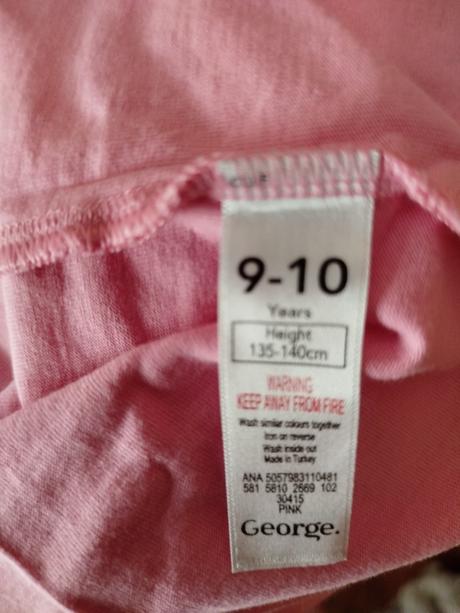 9-10
Years
Height
135-140cm
WARNING
KEEP AWAY FROM FIRE
Wash similar colours together
Iron on reverse
Wash inside out
Made in Turkey
ANA 5057983110481
581 5810 2669 102
30415
PINK
George.